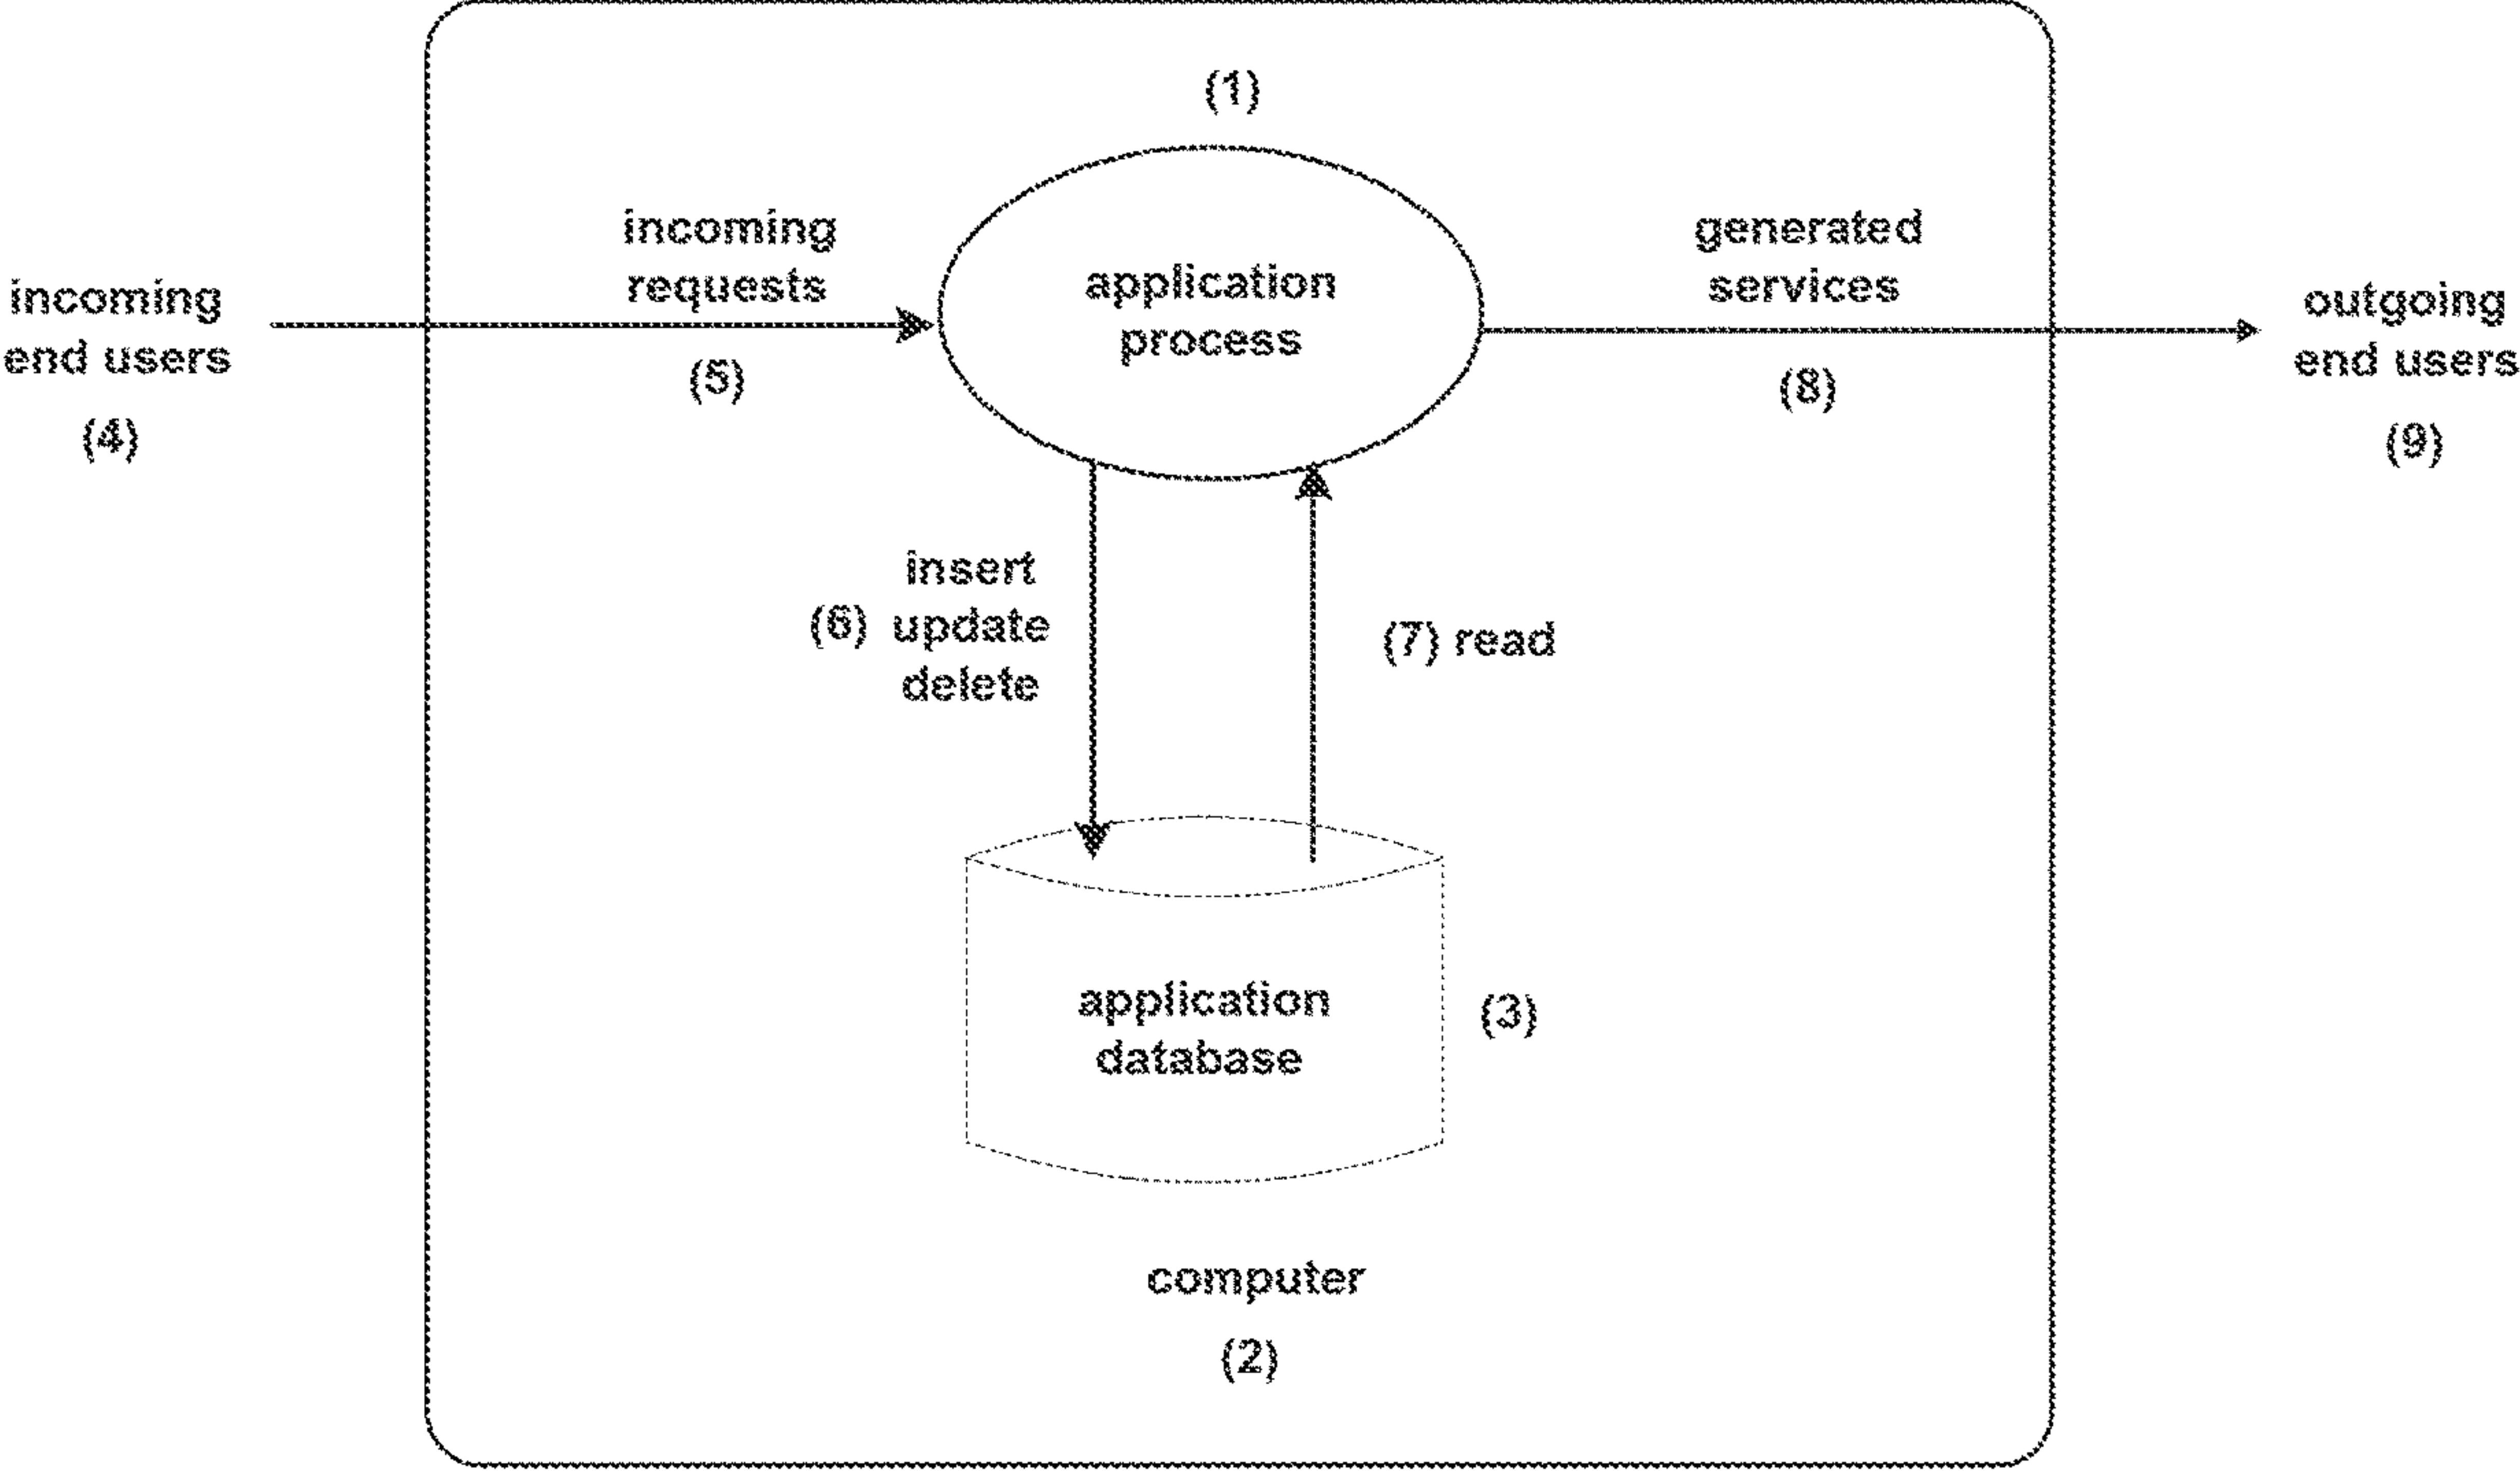 (1)
incoming
requests
(5)
application
process
generated
services
(8)
incoming
end users
(4)
outgoing
end users
(9)
insert
(6) update
delete
(7) read
application
database
(3)
computer
(2)